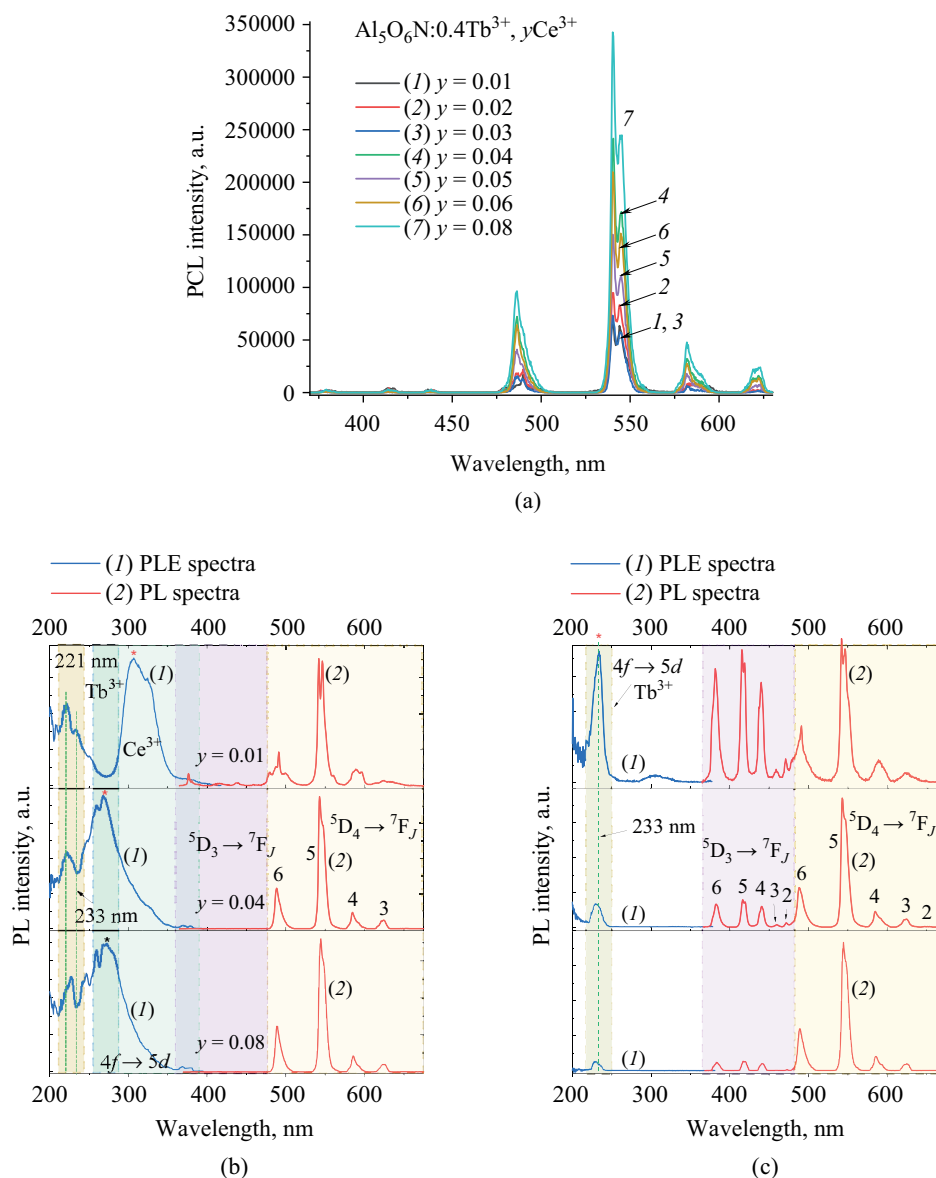 Al₅O₆N:0.4Tb³⁺, yCe³⁺
(1) y = 0.01
(2) y = 0.02
(3) y = 0.03
(4) y = 0.04
(5) y = 0.05
(6) y = 0.06
(7) y = 0.08
350000
300000
250000
200000
150000
100000
50000
0
PCL intensity, a.u.
7
4
6
5
2
1, 3
400 450 500 550 600
Wavelength, nm
(a)
(1) PLE spectra
(2) PL spectra
200 300 400 500 600
221 nm
Tb³⁺
*
(1)
(2)
Ce³⁺
y = 0.01
*
(1)
⁵D₃ → ⁷F_J
⁵D₄ → ⁷F_J
6
5
(2)
4
3
233 nm
y = 0.04
*
(1)
(2)
y = 0.08
4f → 5d
PL intensity, a.u.
200 300 400 500 600
Wavelength, nm
(b)
(1) PLE spectra
(2) PL spectra
200 300 400 500 600
*
4f → 5d
Tb³⁺
(2)
(1)
233 nm
⁵D₃ → ⁷F_J
⁵D₄ → ⁷F_J
6
5
4
3
2
6
5
(2)
4
3
2
(1)
(2)
(1)
PL intensity, a.u.
200 300 400 500 600
Wavelength, nm
(c)